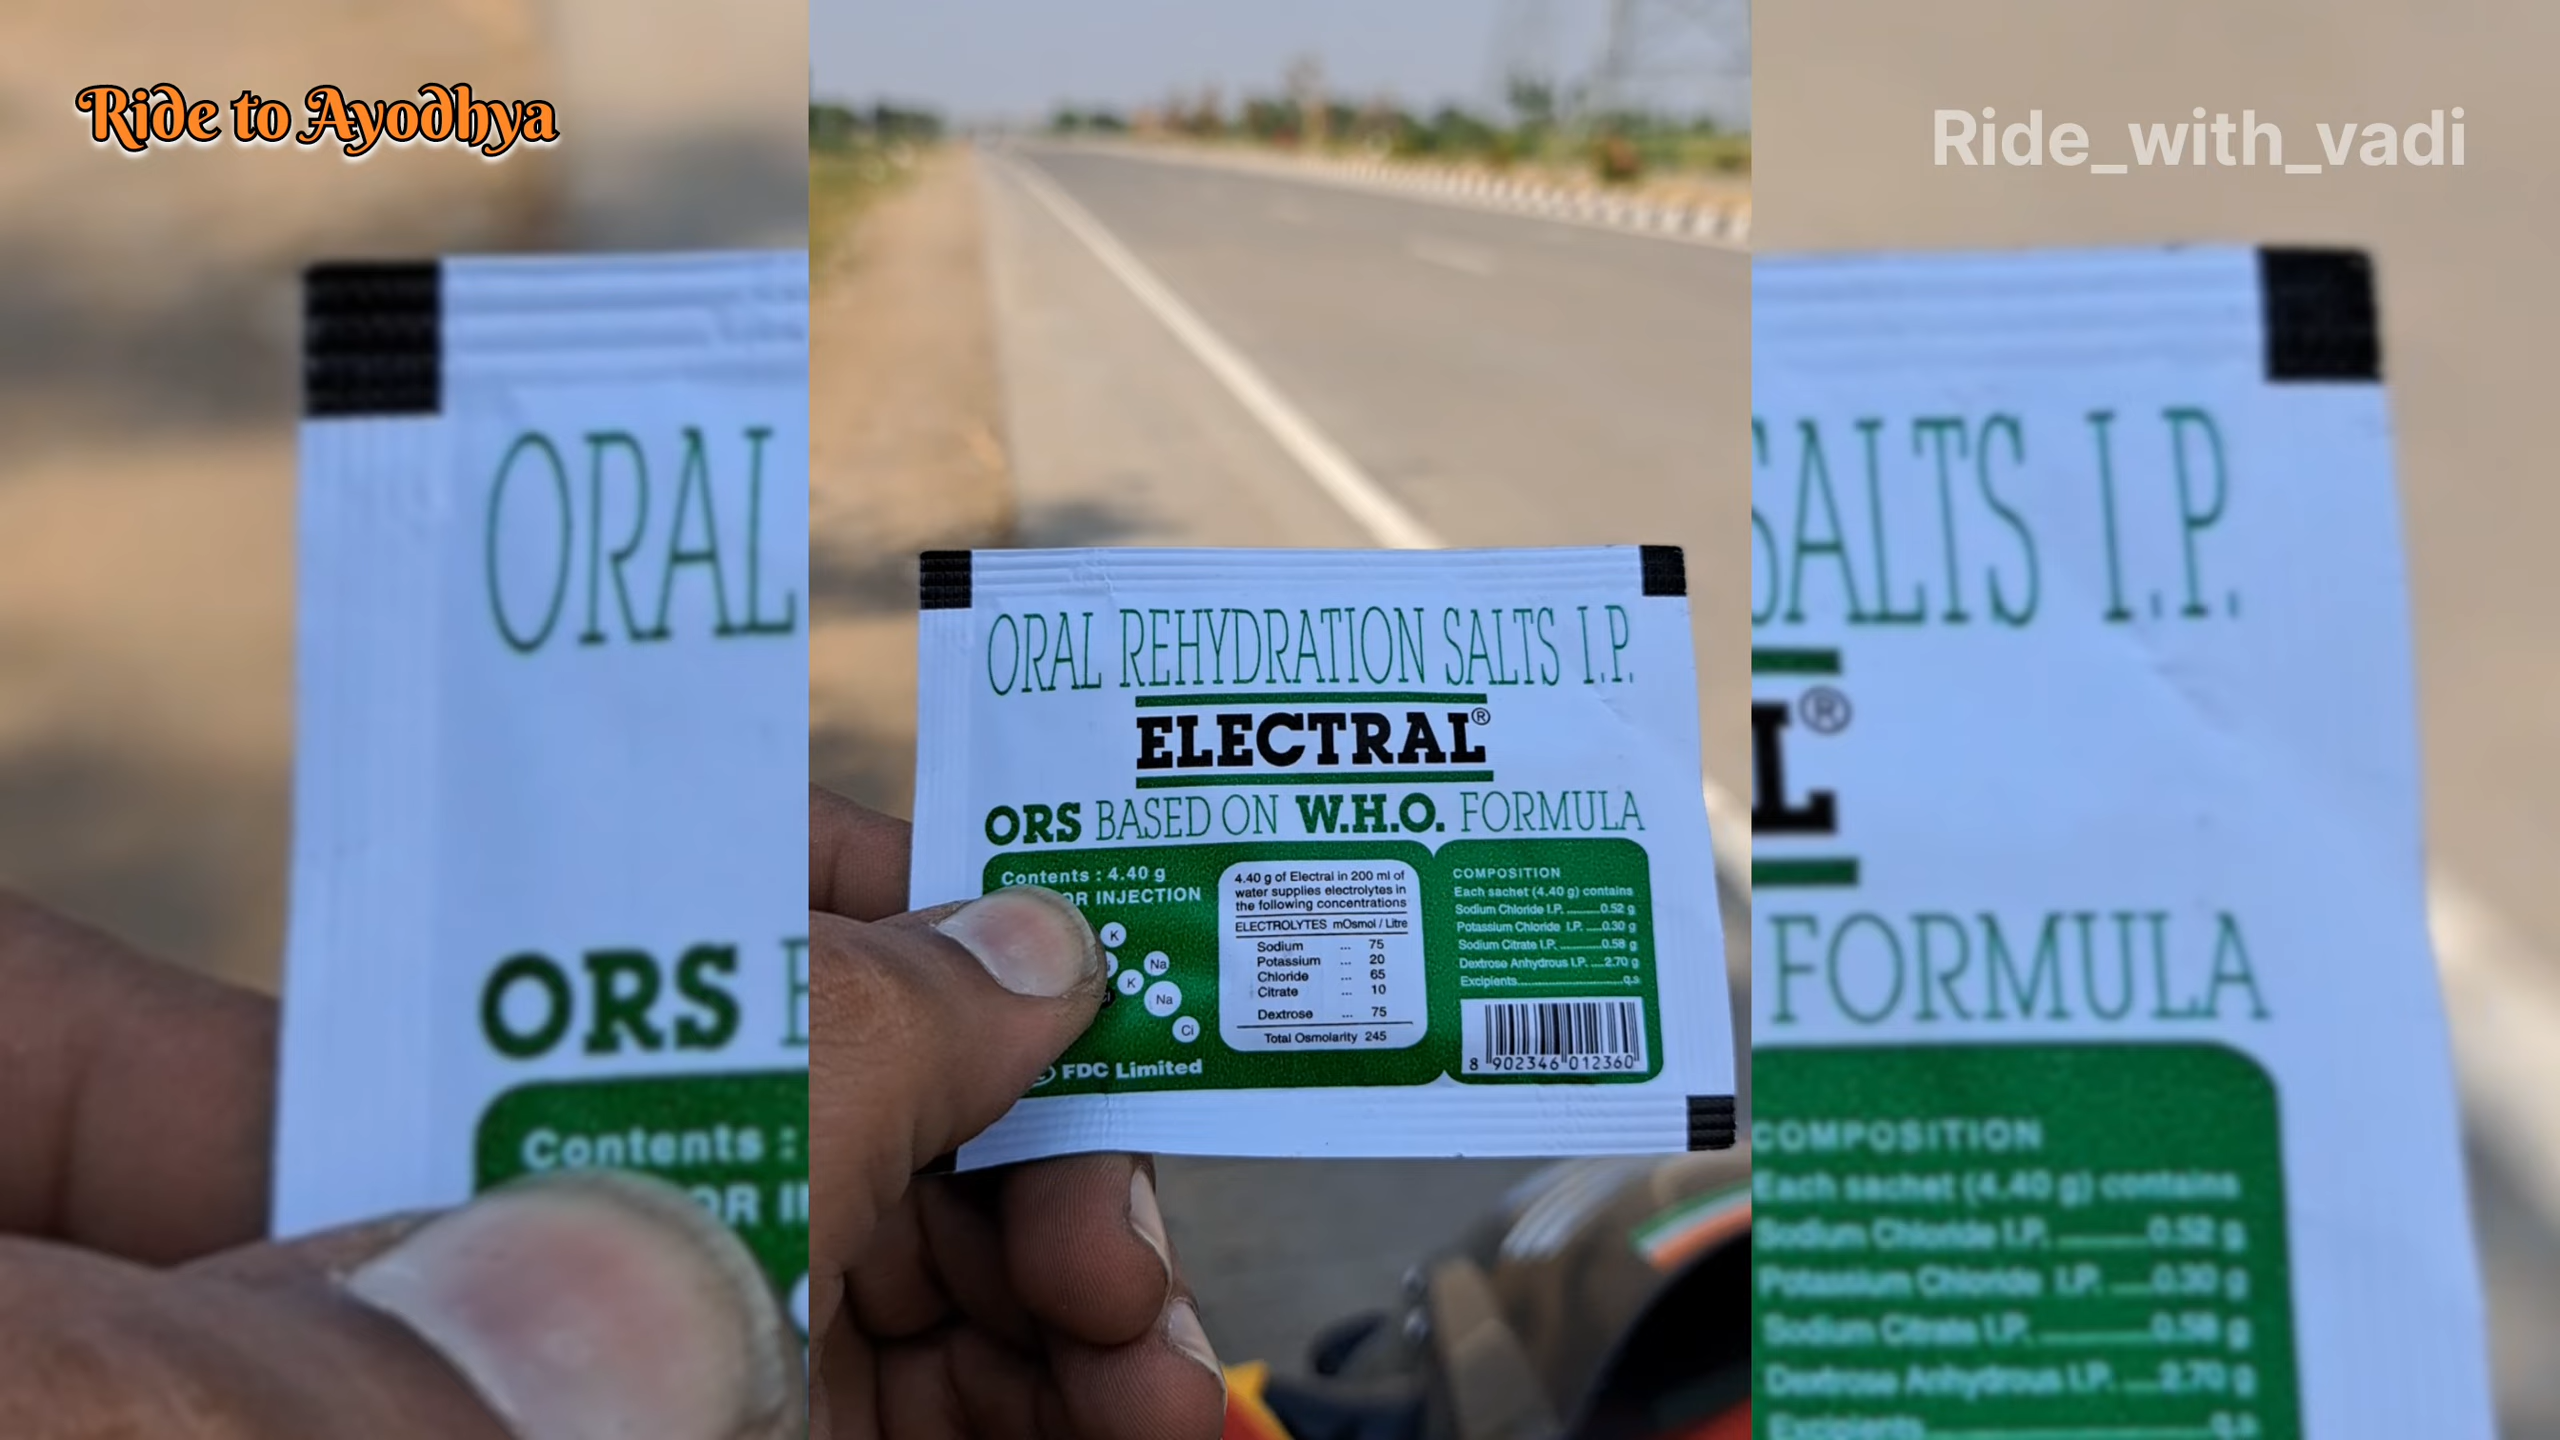 Ride to Ayodhya
Ride_with_vadi
ORAL REHYDRATION SALTS I.P.
ELECTRAL®
ORS BASED ON W.H.O. FORMULA
Contents : 4.40 g
OR INJECTION
K
Na
K
Na
Cl
FDC Limited
4.40 g of Electral in 200 ml of
water supplies electrolytes in
the following concentrations
ELECTROLYTES mOsmol / Litre
Sodium ... 75
Potassium ... 20
Chloride ... 65
Citrate ... 10
Dextrose ... 75
Total Osmolarity 245
COMPOSITION
Each sachet (4.40 g) contains
Sodium Chloride I.P. ........0.52 g
Potassium Chloride I.P. ....0.30 g
Sodium Citrate I.P. ..........0.58 g
Dextrose Anhydrous I.P. ....2.70 g
Excipients..............................q.s
8 902346 012360
ORAL
ORS
Contents :
OR I
SALTS I.P.
L®
FORMULA
COMPOSITION
Each sachet (4.40 g) contains
Sodium Chloride I.P. ........0.52 g
Potassium Chloride I.P. ....0.30 g
Sodium Citrate I.P. ..........0.58 g
Dextrose Anhydrous I.P. ....2.70 g
Excipients..............................q.s